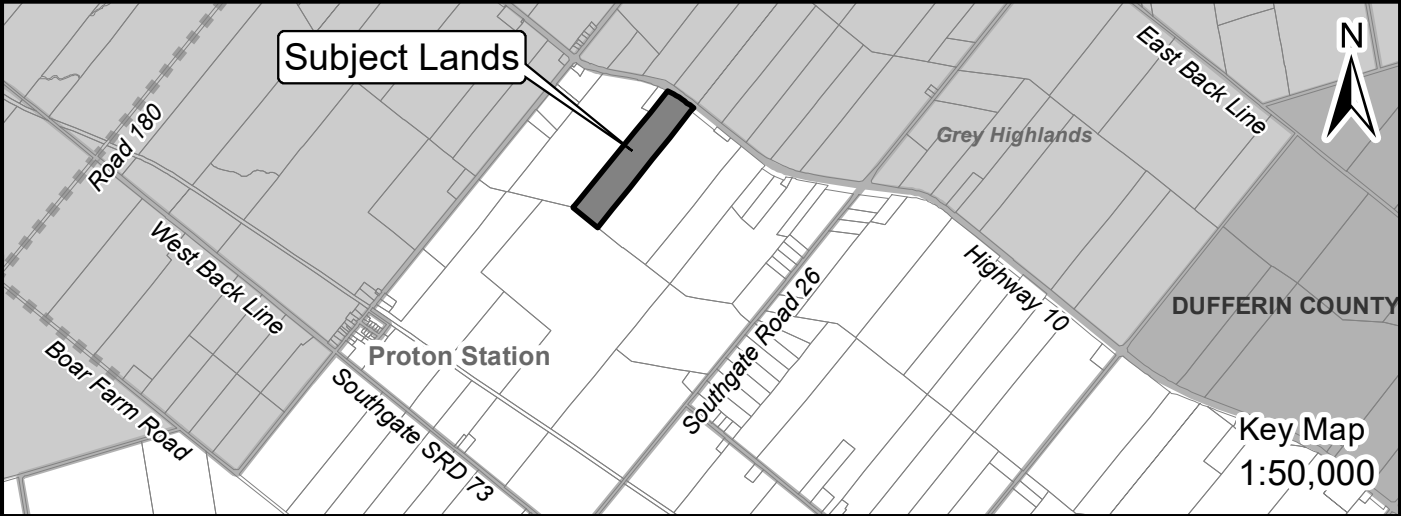 Subject Lands
N
East Back Line
Road 180
Grey Highlands
West Back Line
Highway 10
DUFFERIN COUNTY
Southgate Road 26
Proton Station
Boar Farm Road
Southgate SRD 73
Key Map
1:50,000